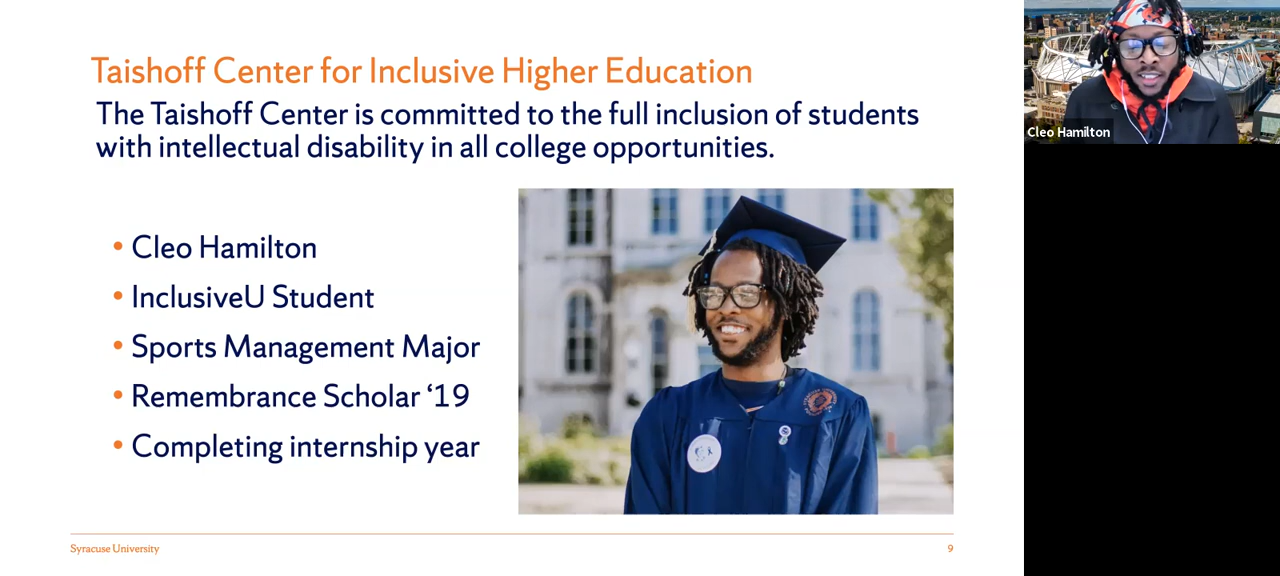 Taishoff Center for Inclusive Higher Education
The Taishoff Center is committed to the full inclusion of students
with intellectual disability in all college opportunities.
• Cleo Hamilton
• InclusiveU Student
• Sports Management Major
• Remembrance Scholar ‘19
• Completing internship year
Syracuse University
9
Cleo Hamilton